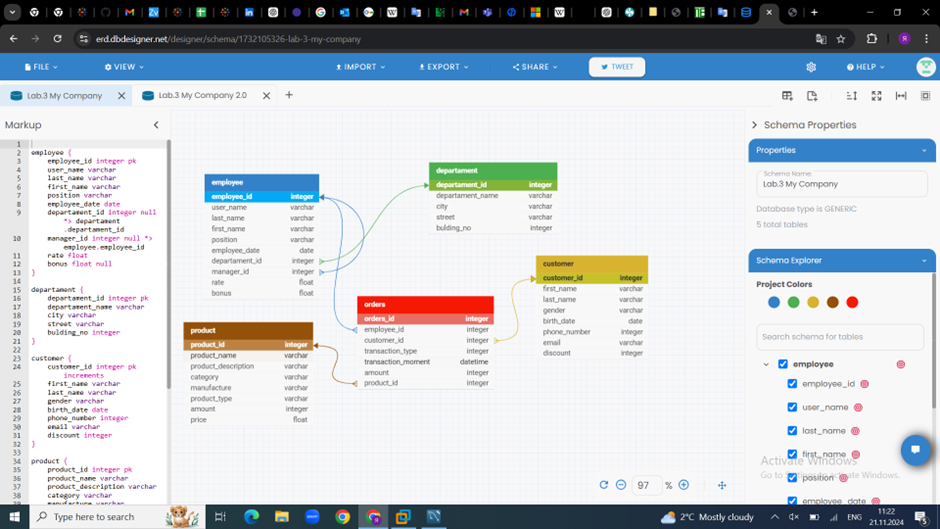 erd.dbdesigner.net/designer/schema/1732105326-lab-3-my-company
FILE
VIEW
IMPORT
EXPORT
SHARE
TWEET
HELP
Lab.3 My Company
Lab.3 My Company 2.0
Markup
1
2 employee {
3 employee_id integer pk
4 user_name varchar
5 last_name varchar
6 first_name varchar
7 position varchar
8 employee_date date
9 departament_id integer null
*> departament
.departament_id
10 manager_id integer null *>
employee.employee_id
11 rate float
12 bonus float null
13 }
14
15 departament {
16 departament_id integer pk
17 departament_name varchar
18 city varchar
19 street varchar
20 bulding_no integer
21 }
22
23 customer {
24 customer_id integer pk
increments
25 first_name varchar
26 last_name varchar
27 gender varchar
28 birth_date date
29 phone_number integer
30 email varchar
31 discount integer
32 }
33
34 product {
35 product_id integer pk
36 product_name varchar
37 product_description varchar
38 category varchar
employee
employee_id integer
user_name varchar
last_name varchar
first_name varchar
position varchar
employee_date date
departament_id integer
manager_id integer
rate float
bonus float
departament
departament_id integer
departament_name varchar
city varchar
street varchar
bulding_no integer
customer
customer_id integer
first_name varchar
last_name varchar
gender varchar
birth_date date
phone_number integer
email varchar
discount integer
orders
orders_id integer
employee_id integer
customer_id integer
transaction_type integer
transaction_moment datetime
amount integer
product_id integer
product
product_id integer
product_name varchar
product_description varchar
category varchar
manufacture varchar
product_type varchar
amount integer
price float
97 %
Schema Properties
Properties
Schema Name:
Lab.3 My Company
Database type is GENERIC
5 total tables
Schema Explorer
Project Colors
Search schema for tables
employee
employee_id
user_name
last_name
first_name
position
employee_date
Activate Windows
Type here to search
2°C Mostly cloudy
ENG
11:22
21.11.2024